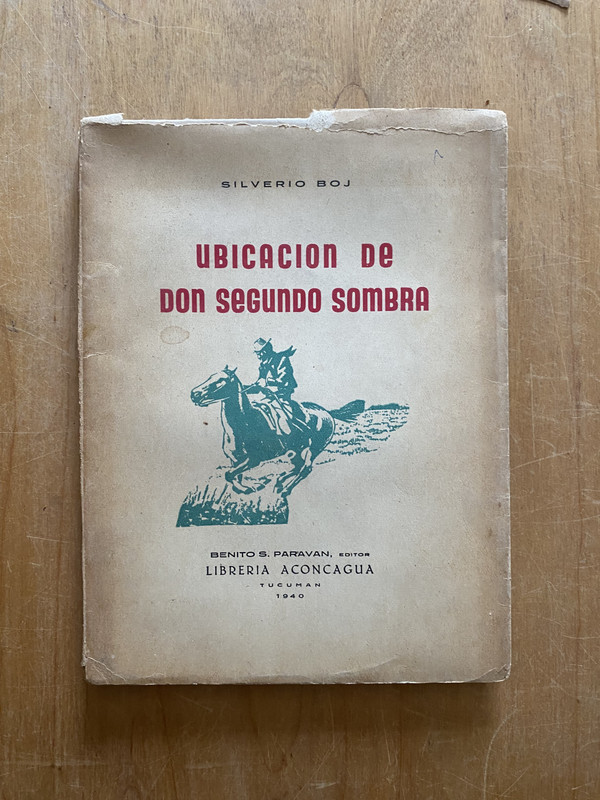 SILVERIO BOJ
UBICACION DE
DON SEGUNDO SOMBRA
BENITO S. PARAVAN, EDITOR
LIBRERIA ACONCAGUA
TUCUMAN
1940